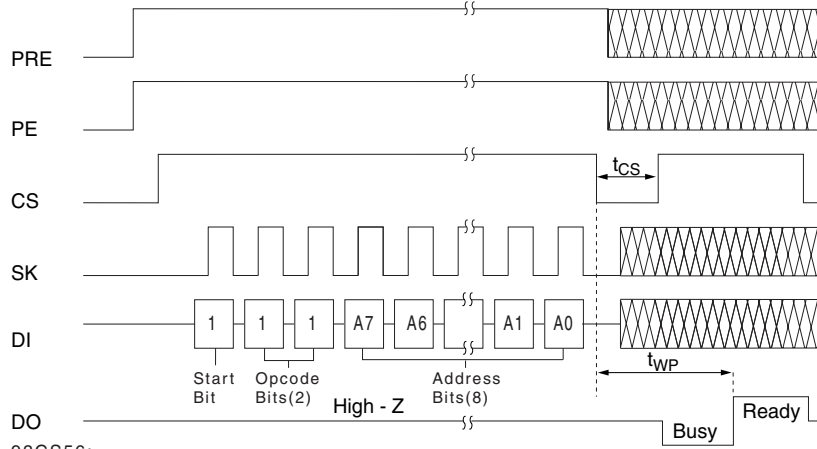 PRE
PE
CS
tCS
SK
DI
1 1 1 A7 A6 A1 A0
Start Bit
Opcode Bits(2)
Address Bits(8)
tWP
DO
High - Z
Busy
Ready